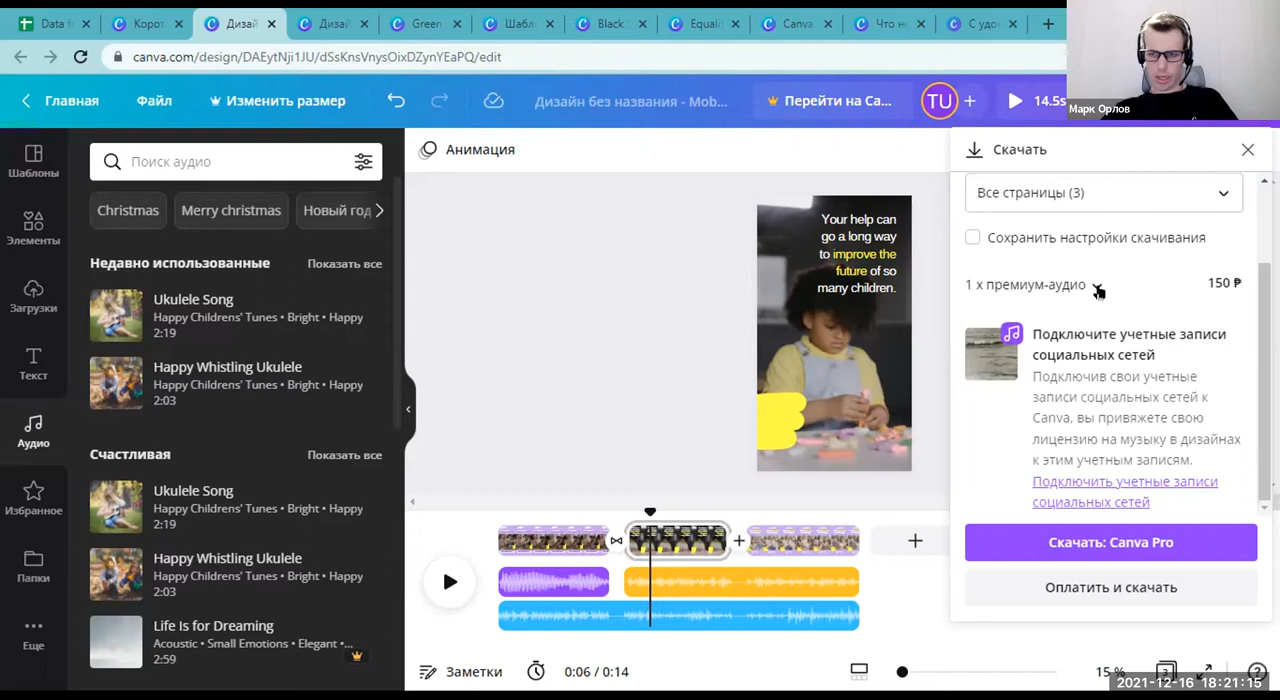 Data fo
Корот
Дизай
Дизай
Green
Шабло
Black
Equali
Canva
Что н
С удо
canva.com/design/DAEytNji1JU/dSsKnsVnysOixDZynYEaPQ/edit
Марк Орлов
Главная
Файл
Изменить размер
Дизайн без названия - Mob...
Перейти на Ca...
TU
14.5s
Шаблоны
Элементы
Загрузки
Текст
Аудио
Избранное
Папки
Еще
Поиск аудио
Christmas
Merry christmas
Новый год
Недавно использованные
Показать все
Ukulele Song
Happy Childrens' Tunes • Bright • Happy
2:19
Happy Whistling Ukulele
Happy Childrens' Tunes • Bright • Happy
2:03
Счастливая
Показать все
Ukulele Song
Happy Childrens' Tunes • Bright • Happy
2:19
Happy Whistling Ukulele
Happy Childrens' Tunes • Bright • Happy
2:03
Life Is for Dreaming
Acoustic • Small Emotions • Elegant •...
2:59
Анимация
Your help can
go a long way
to improve the
future of so
many children.
Скачать
Все страницы (3)
Сохранить настройки скачивания
1 x премиум-аудио
150 ₽
Подключите учетные записи
социальных сетей
Подключив свои учетные
записи социальных сетей к
Canva, вы привяжете свою
лицензию на музыку в дизайнах
к этим учетным записям.
Подключить учетные записи
социальных сетей
Скачать: Canva Pro
Оплатить и скачать
Заметки
0:06 / 0:14
15 %
3
2021-12-16 18:21:15